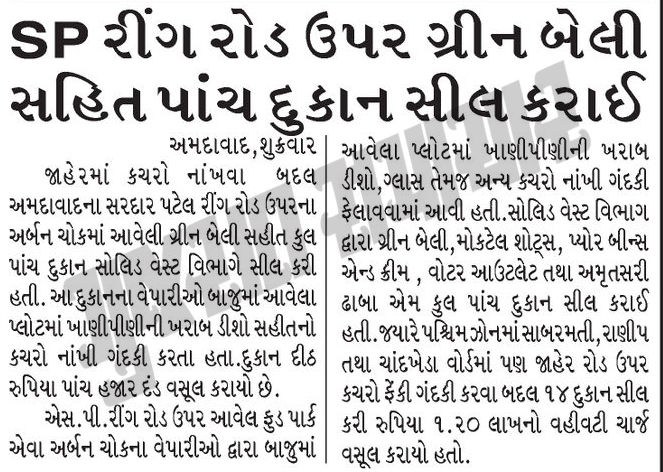 SP રીંગ રોડ ઉપર ગ્રીન બેલી
સહિત પાંચ દુકાન સીલ કરાઈ
અમદાવાદ,શુક્રવાર
જાહેરમાં કચરો નાંખવા બદલ
અમદાવાદના સરદાર પટેલ રીંગ રોડ ઉપરના
અર્બન ચોકમાં આવેલી ગ્રીન બેલી સહીત કુલ
પાંચ દુકાન સોલિડ વેસ્ટ વિભાગે સીલ કરી
હતી. આ દુકાનના વેપારીઓ બાજુમાં આવેલા
પ્લોટમાં ખાણીપીણીની ખરાબ ડીશો સહીતનો
કચરો નાંખી ગંદકી કરતા હતા.દુકાન દીઠ
રુપિયા પાંચ હજાર દંડ વસૂલ કરાયો છે.
એસ.પી.રીંગ રોડ ઉપર આવેલ ફુડ પાર્ક
એવા અર્બન ચોકના વેપારીઓ દ્વારા બાજુમાં
આવેલા પ્લોટમાં ખાણીપીણીની ખરાબ
ડીશો,ગ્લાસ તેમજ અન્ય કચરો નાંખી ગંદકી
ફેલાવવામાં આવી હતી.સોલિડ વેસ્ટ વિભાગ
દ્વારા ગ્રીન બેલી,મોકટેલ શોટ્સ, પ્યોર બીન્સ
એન્ડ ક્રીમ , વોટર આઉટલેટ તથા અમૃતસરી
ઢાબા એમ કુલ પાંચ દુકાન સીલ કરાઈ
હતી.જ્યારે પશ્ચિમ ઝોનમાં સાબરમતી, રાણીપ
તથા ચાંદખેડા વોર્ડમાં પણ જાહેર રોડ ઉપર
કચરો ફેંકી ગંદકી કરવા બદલ ૧૪ દુકાન સીલ
કરી રુપિયા ૧.૨૦ લાખનો વહીવટી ચાર્જ
વસૂલ કરાયો હતો.
ગુજરાત સમાચાર